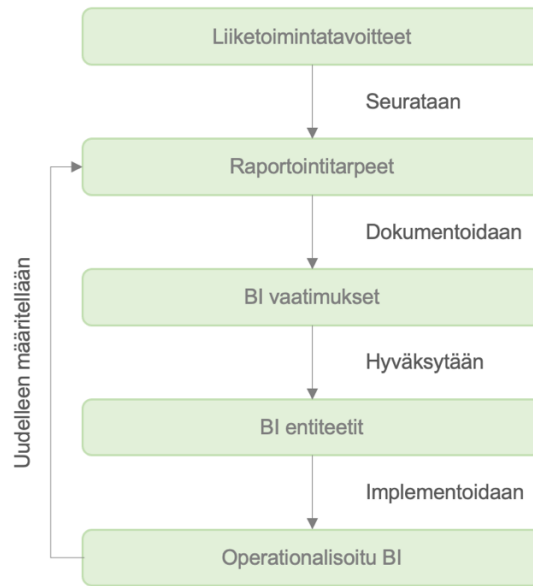 Liiketoimintatavoitteet
Seurataan
Raportointitarpeet
Dokumentoidaan
BI vaatimukset
Hyväksytään
BI entiteetit
Implementoidaan
Operationalisoitu BI
Uudelleen määritellään